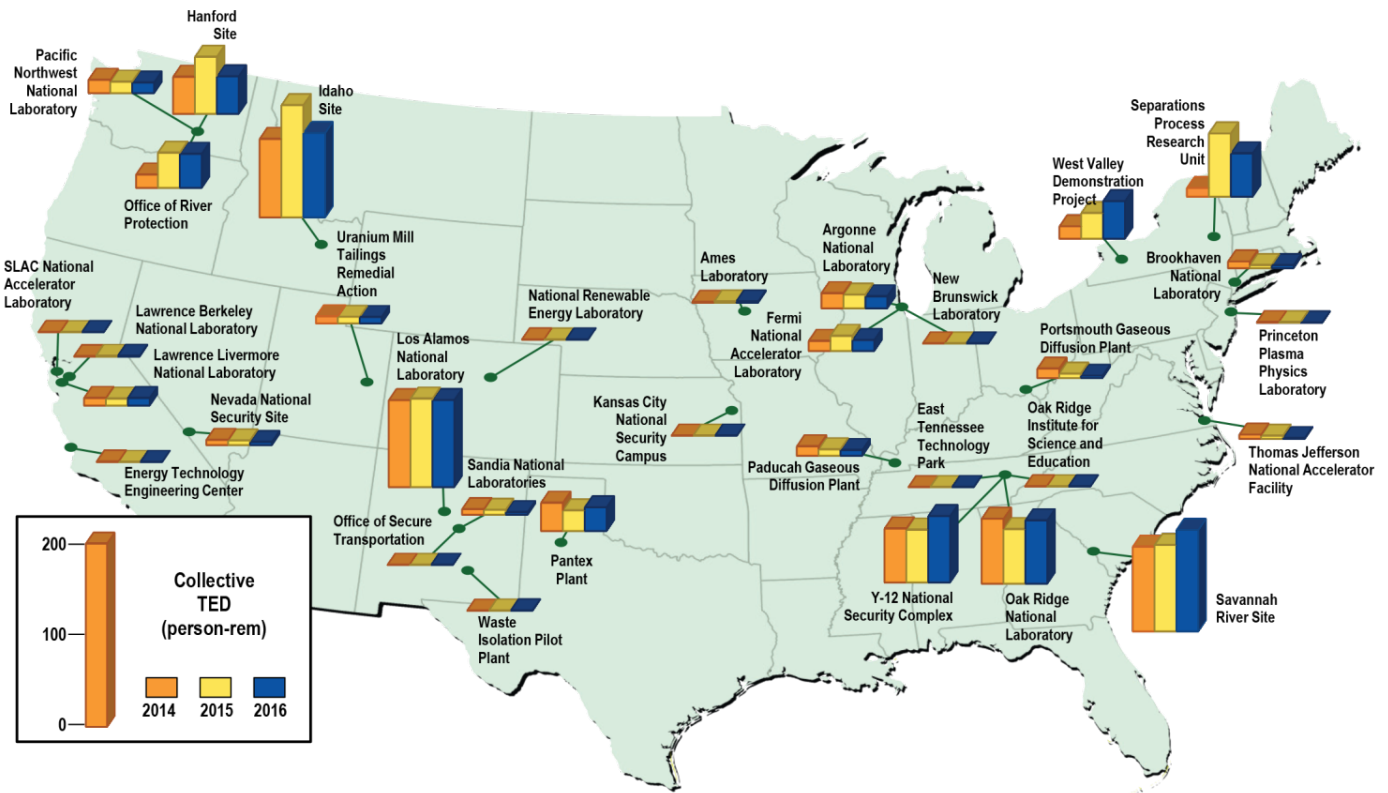 Hanford
Site
Pacific
Northwest
National
Laboratory
Idaho
Site
Office of River
Protection
Separations
Process
Research
Unit
West Valley
Demonstration
Project
Uranium Mill
Tailings
Remedial
Action
SLAC National
Accelerator
Laboratory
Lawrence Berkeley
National Laboratory
Lawrence Livermore
National Laboratory
Nevada National
Security Site
Energy Technology
Engineering Center
Los Alamos
National
Laboratory
National Renewable
Energy Laboratory
Ames
Laboratory
Argonne
National
Laboratory
Fermi
National
Accelerator
Laboratory
New
Brunswick
Laboratory
Brookhaven
National
Laboratory
Princeton
Plasma
Physics
Laboratory
Portsmouth Gaseous
Diffusion Plant
Kansas City
National
Security
Campus
Paducah Gaseous
Diffusion Plant
East
Tennessee
Technology
Park
Oak Ridge
Institute for
Science and
Education
Thomas Jefferson
National Accelerator
Facility
Sandia National
Laboratories
Office of Secure
Transportation
Pantex
Plant
Waste
Isolation Pilot
Plant
Y-12 National
Security Complex
Oak Ridge
National
Laboratory
Savannah
River Site
200
100
0
Collective
TED
(person-rem)
2014 2015 2016